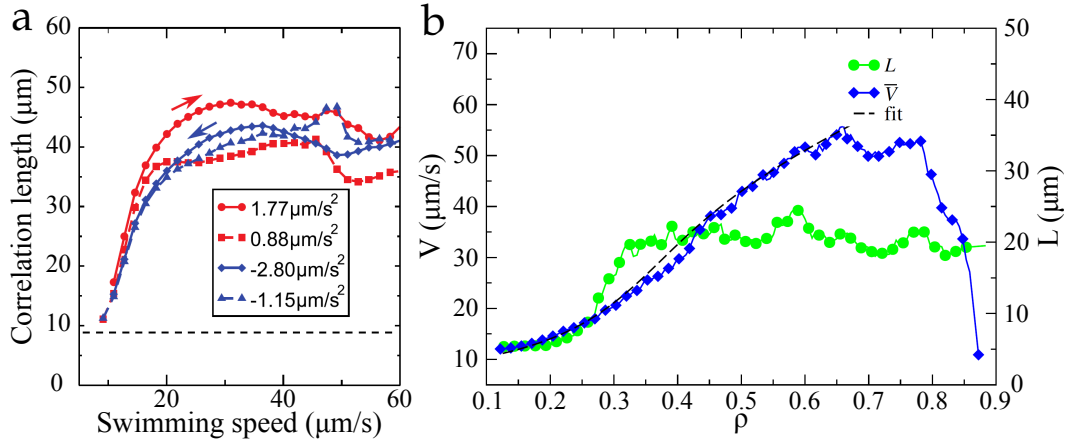 a
Correlation length (μm)
60
50
40
30
20
10
0
1.77μm/s²
0.88μm/s²
-2.80μm/s²
-1.15μm/s²
20 40 60
Swimming speed (μm/s)
b
V (μm/s)
70
60
50
40
30
20
10
L
V̅
fit
50
40
30
20
10
0
L (μm)
0.1 0.2 0.3 0.4 0.5 0.6 0.7 0.8 0.9
ρ